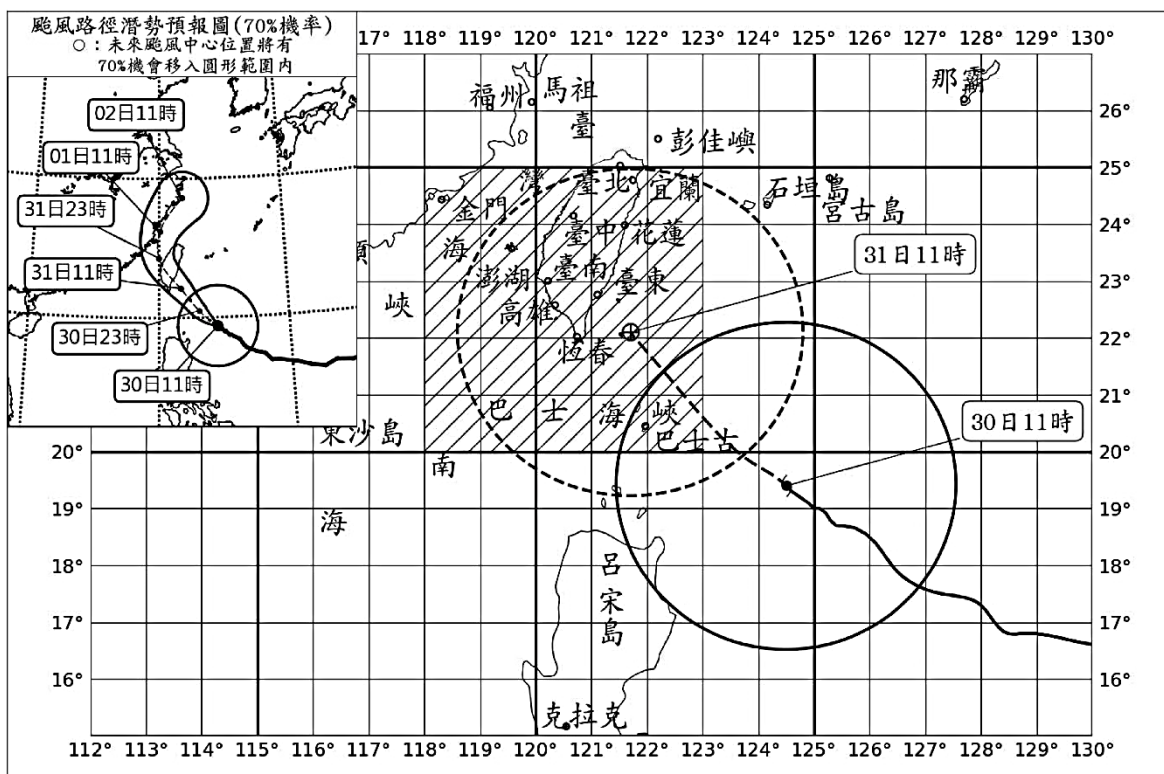 颱風路徑潛勢預報圖(70%機率)
○：未來颱風中心位置將有
70%機會移入圓形範圍內
02日11時
01日11時
31日23時
31日11時
30日23時
30日11時
117° 118° 119° 120° 121° 122° 123° 124° 125° 126° 127° 128° 129° 130°
福州
馬祖
那霸
臺
26°
彭佳嶼
25°
灣
臺北
宜蘭
石垣島
宮古島
金門
24°
海
臺中
花蓮
31日11時
澎湖
臺南
臺東
23°
峽
高雄
22°
恆春
21°
巴士海峽
30日11時
東沙島
巴士古
20° 20°
南
19° 19°
海
18° 18°
呂
宋
島
17° 17°
16° 16°
克拉克
15°
112° 113° 114° 115° 116° 117° 118° 119° 120° 121° 122° 123° 124° 125° 126° 127° 128° 129° 130°